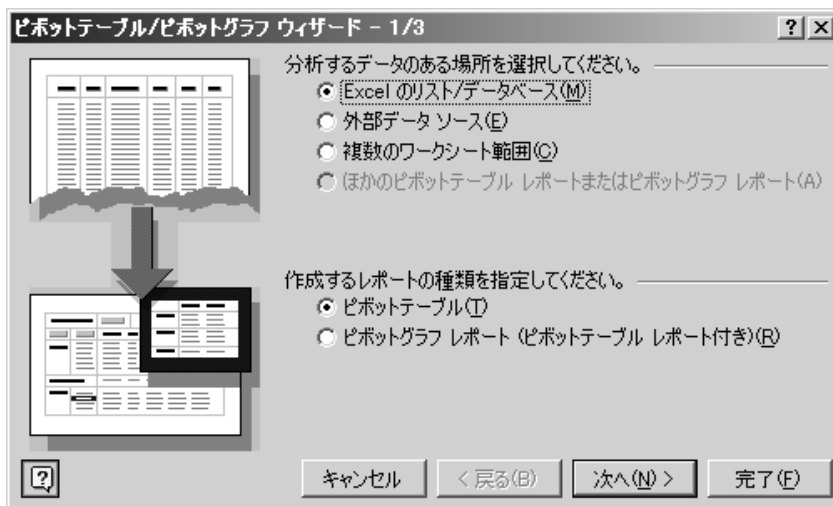 ピボットテーブル/ピボットグラフ ウィザード - 1/3
分析するデータのある場所を選択してください。
Excel のリスト/データベース(M)
外部データ ソース(E)
複数のワークシート範囲(C)
ほかのピボットテーブル レポートまたはピボットグラフ レポート(A)
作成するレポートの種類を指定してください。
ピボットテーブル(T)
ピボットグラフ レポート (ピボットテーブル レポート付き)(R)
キャンセル < 戻る(B) 次へ(N) > 完了(F)